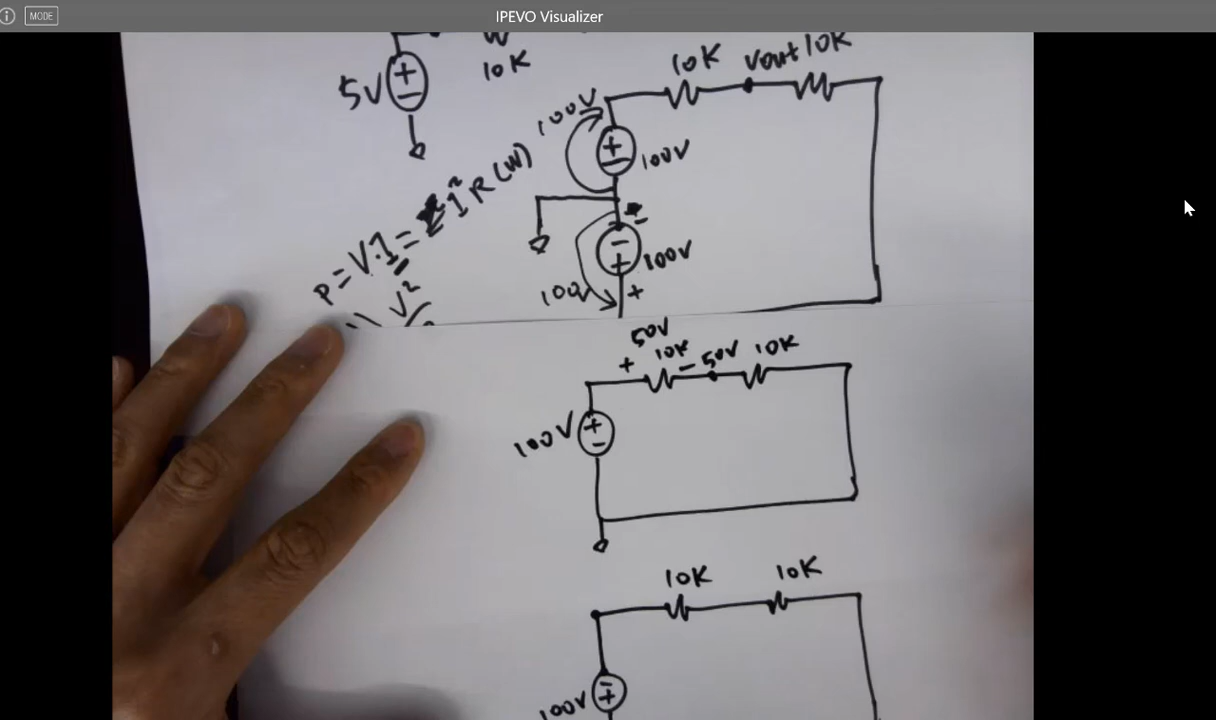 MODE
IPEVO Visualizer
5V
+
-
10K
10K
Vout
10K
100V
+
-
100V
P = V.I = I²R (W)
-
-
+
100V
100V
+
V²
50V
+
10K
-
50V
10K
100V
+
-
10K
10K
100V
-
+